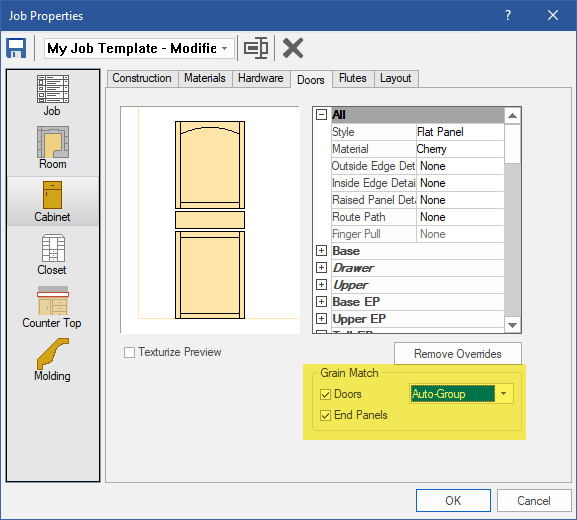 Job Properties ?
My Job Template - Modifie
Construction Materials Hardware Doors Flutes Layout
Job
Room
Cabinet
Closet
Counter Top
Molding
All
Style Flat Panel
Material Cherry
Outside Edge Det None
Inside Edge Detai None
Raised Panel Deta None
Route Path None
Finger Pull None
Base
Drawer
Upper
Base EP
Upper EP
Tall EP
Texturize Preview
Remove Overrides
Grain Match
Doors Auto-Group
End Panels
OK Cancel